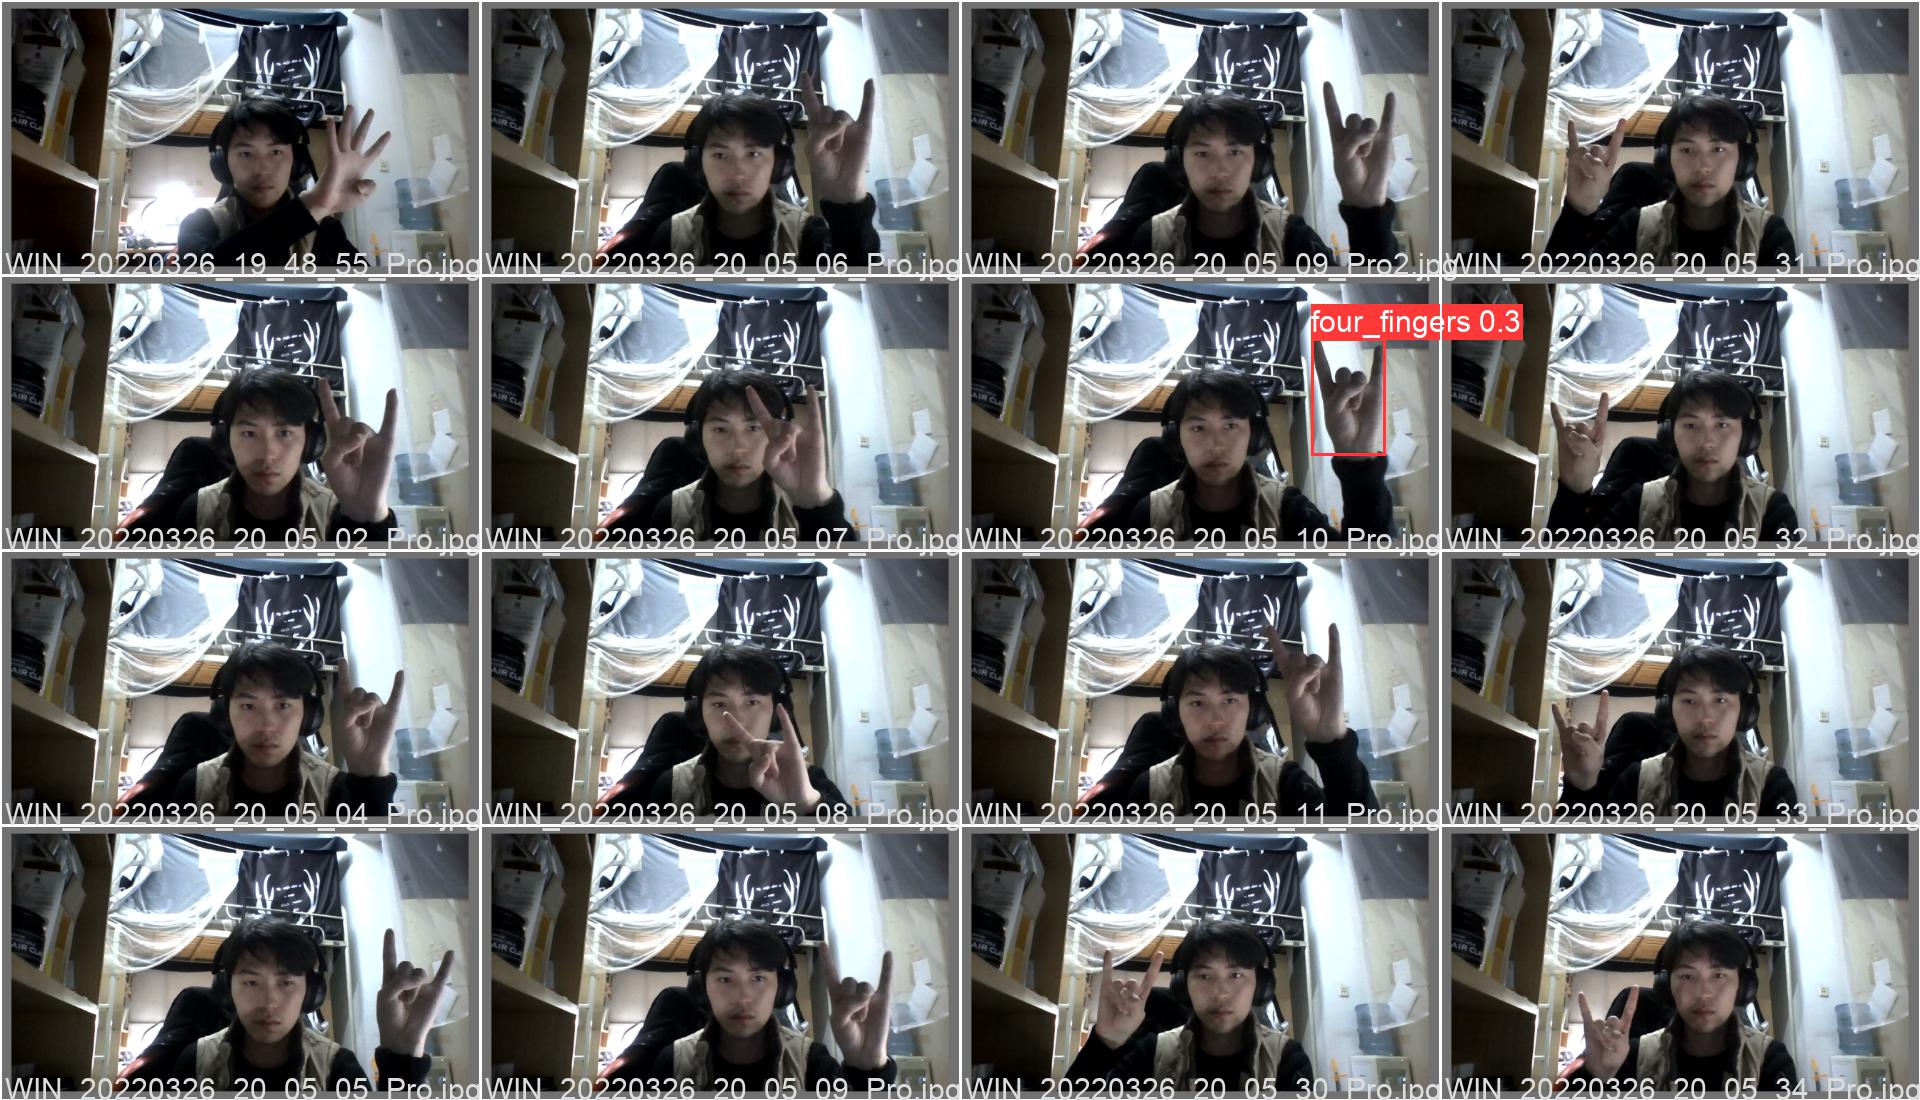 WIN_20220326_19_48_55_Pro.jpg
WIN_20220326_20_05_06_Pro.jpg
WIN_20220326_20_05_09_Pro2.jpg
WIN_20220326_20_05_31_Pro.jpg
four_fingers 0.3
WIN_20220326_20_05_02_Pro.jpg
WIN_20220326_20_05_07_Pro.jpg
WIN_20220326_20_05_10_Pro.jpg
WIN_20220326_20_05_32_Pro.jpg
WIN_20220326_20_05_04_Pro.jpg
WIN_20220326_20_05_08_Pro.jpg
WIN_20220326_20_05_11_Pro.jpg
WIN_20220326_20_05_33_Pro.jpg
WIN_20220326_20_05_05_Pro.jpg
WIN_20220326_20_05_09_Pro.jpg
WIN_20220326_20_05_30_Pro.jpg
WIN_20220326_20_05_34_Pro.jpg